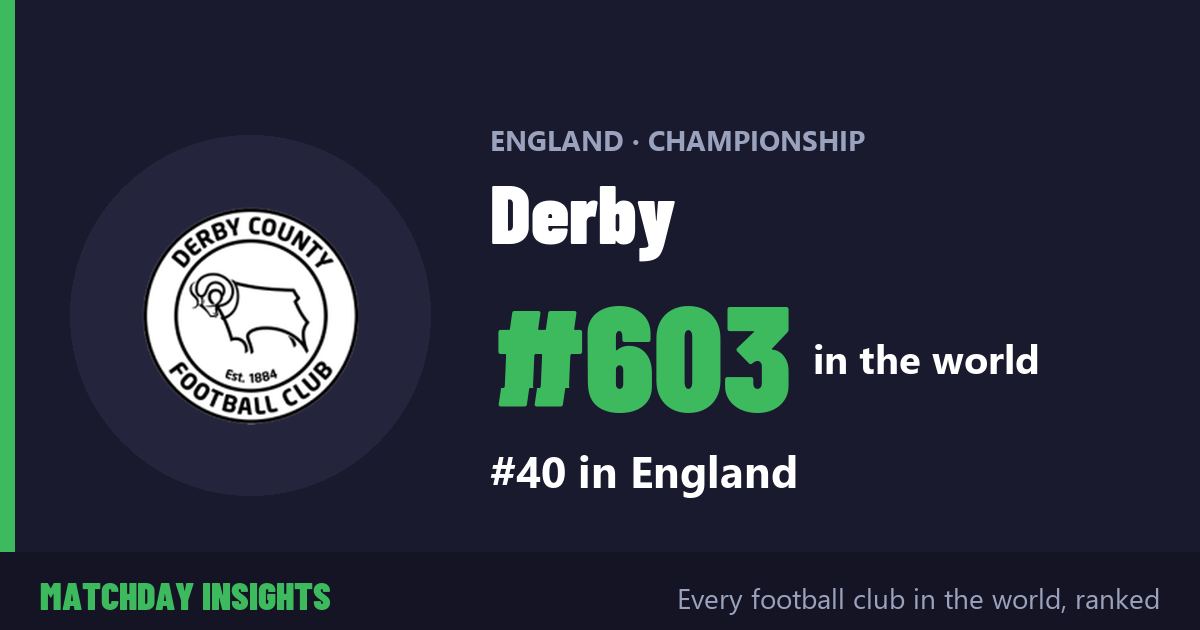 ENGLAND · CHAMPIONSHIP
Derby
#603 in the world
#40 in England
DERBY COUNTY
Est. 1884
FOOTBALL CLUB
MATCHDAY INSIGHTS
Every football club in the world, ranked